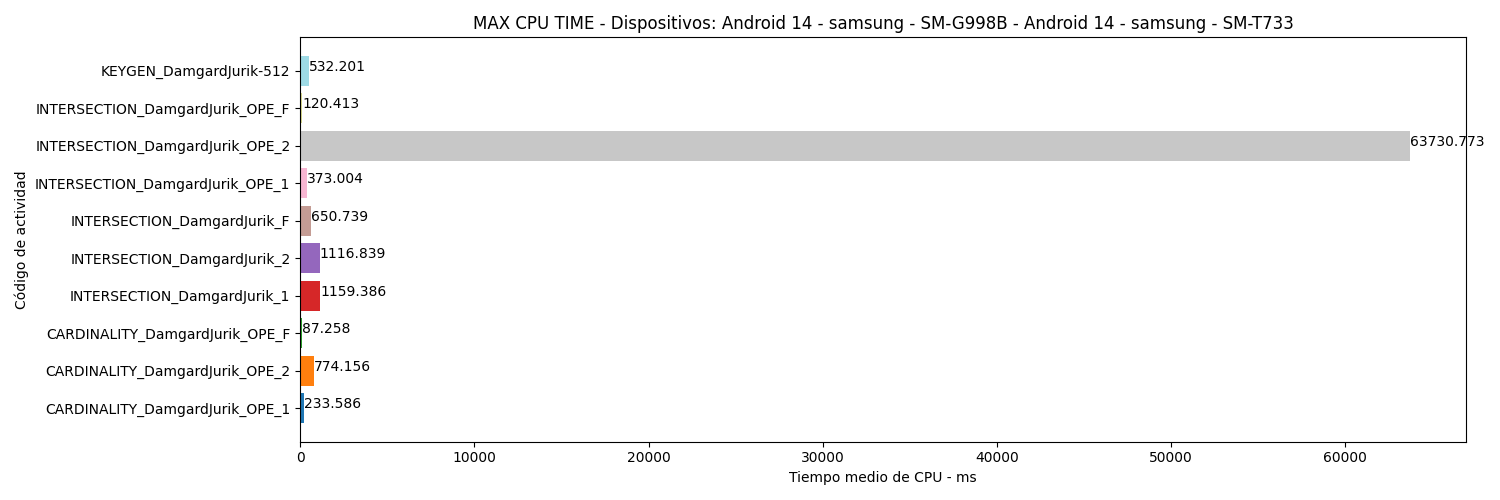 MAX CPU TIME - Dispositivos: Android 14 - samsung - SM-G998B - Android 14 - samsung - SM-T733
Código de actividad
KEYGEN_DamgardJurik-512 532.201
INTERSECTION_DamgardJurik_OPE_F 120.413
INTERSECTION_DamgardJurik_OPE_2 63730.773
INTERSECTION_DamgardJurik_OPE_1 373.004
INTERSECTION_DamgardJurik_F 650.739
INTERSECTION_DamgardJurik_2 1116.839
INTERSECTION_DamgardJurik_1 1159.386
CARDINALITY_DamgardJurik_OPE_F 87.258
CARDINALITY_DamgardJurik_OPE_2 774.156
CARDINALITY_DamgardJurik_OPE_1 233.586
0 10000 20000 30000 40000 50000 60000
Tiempo medio de CPU - ms